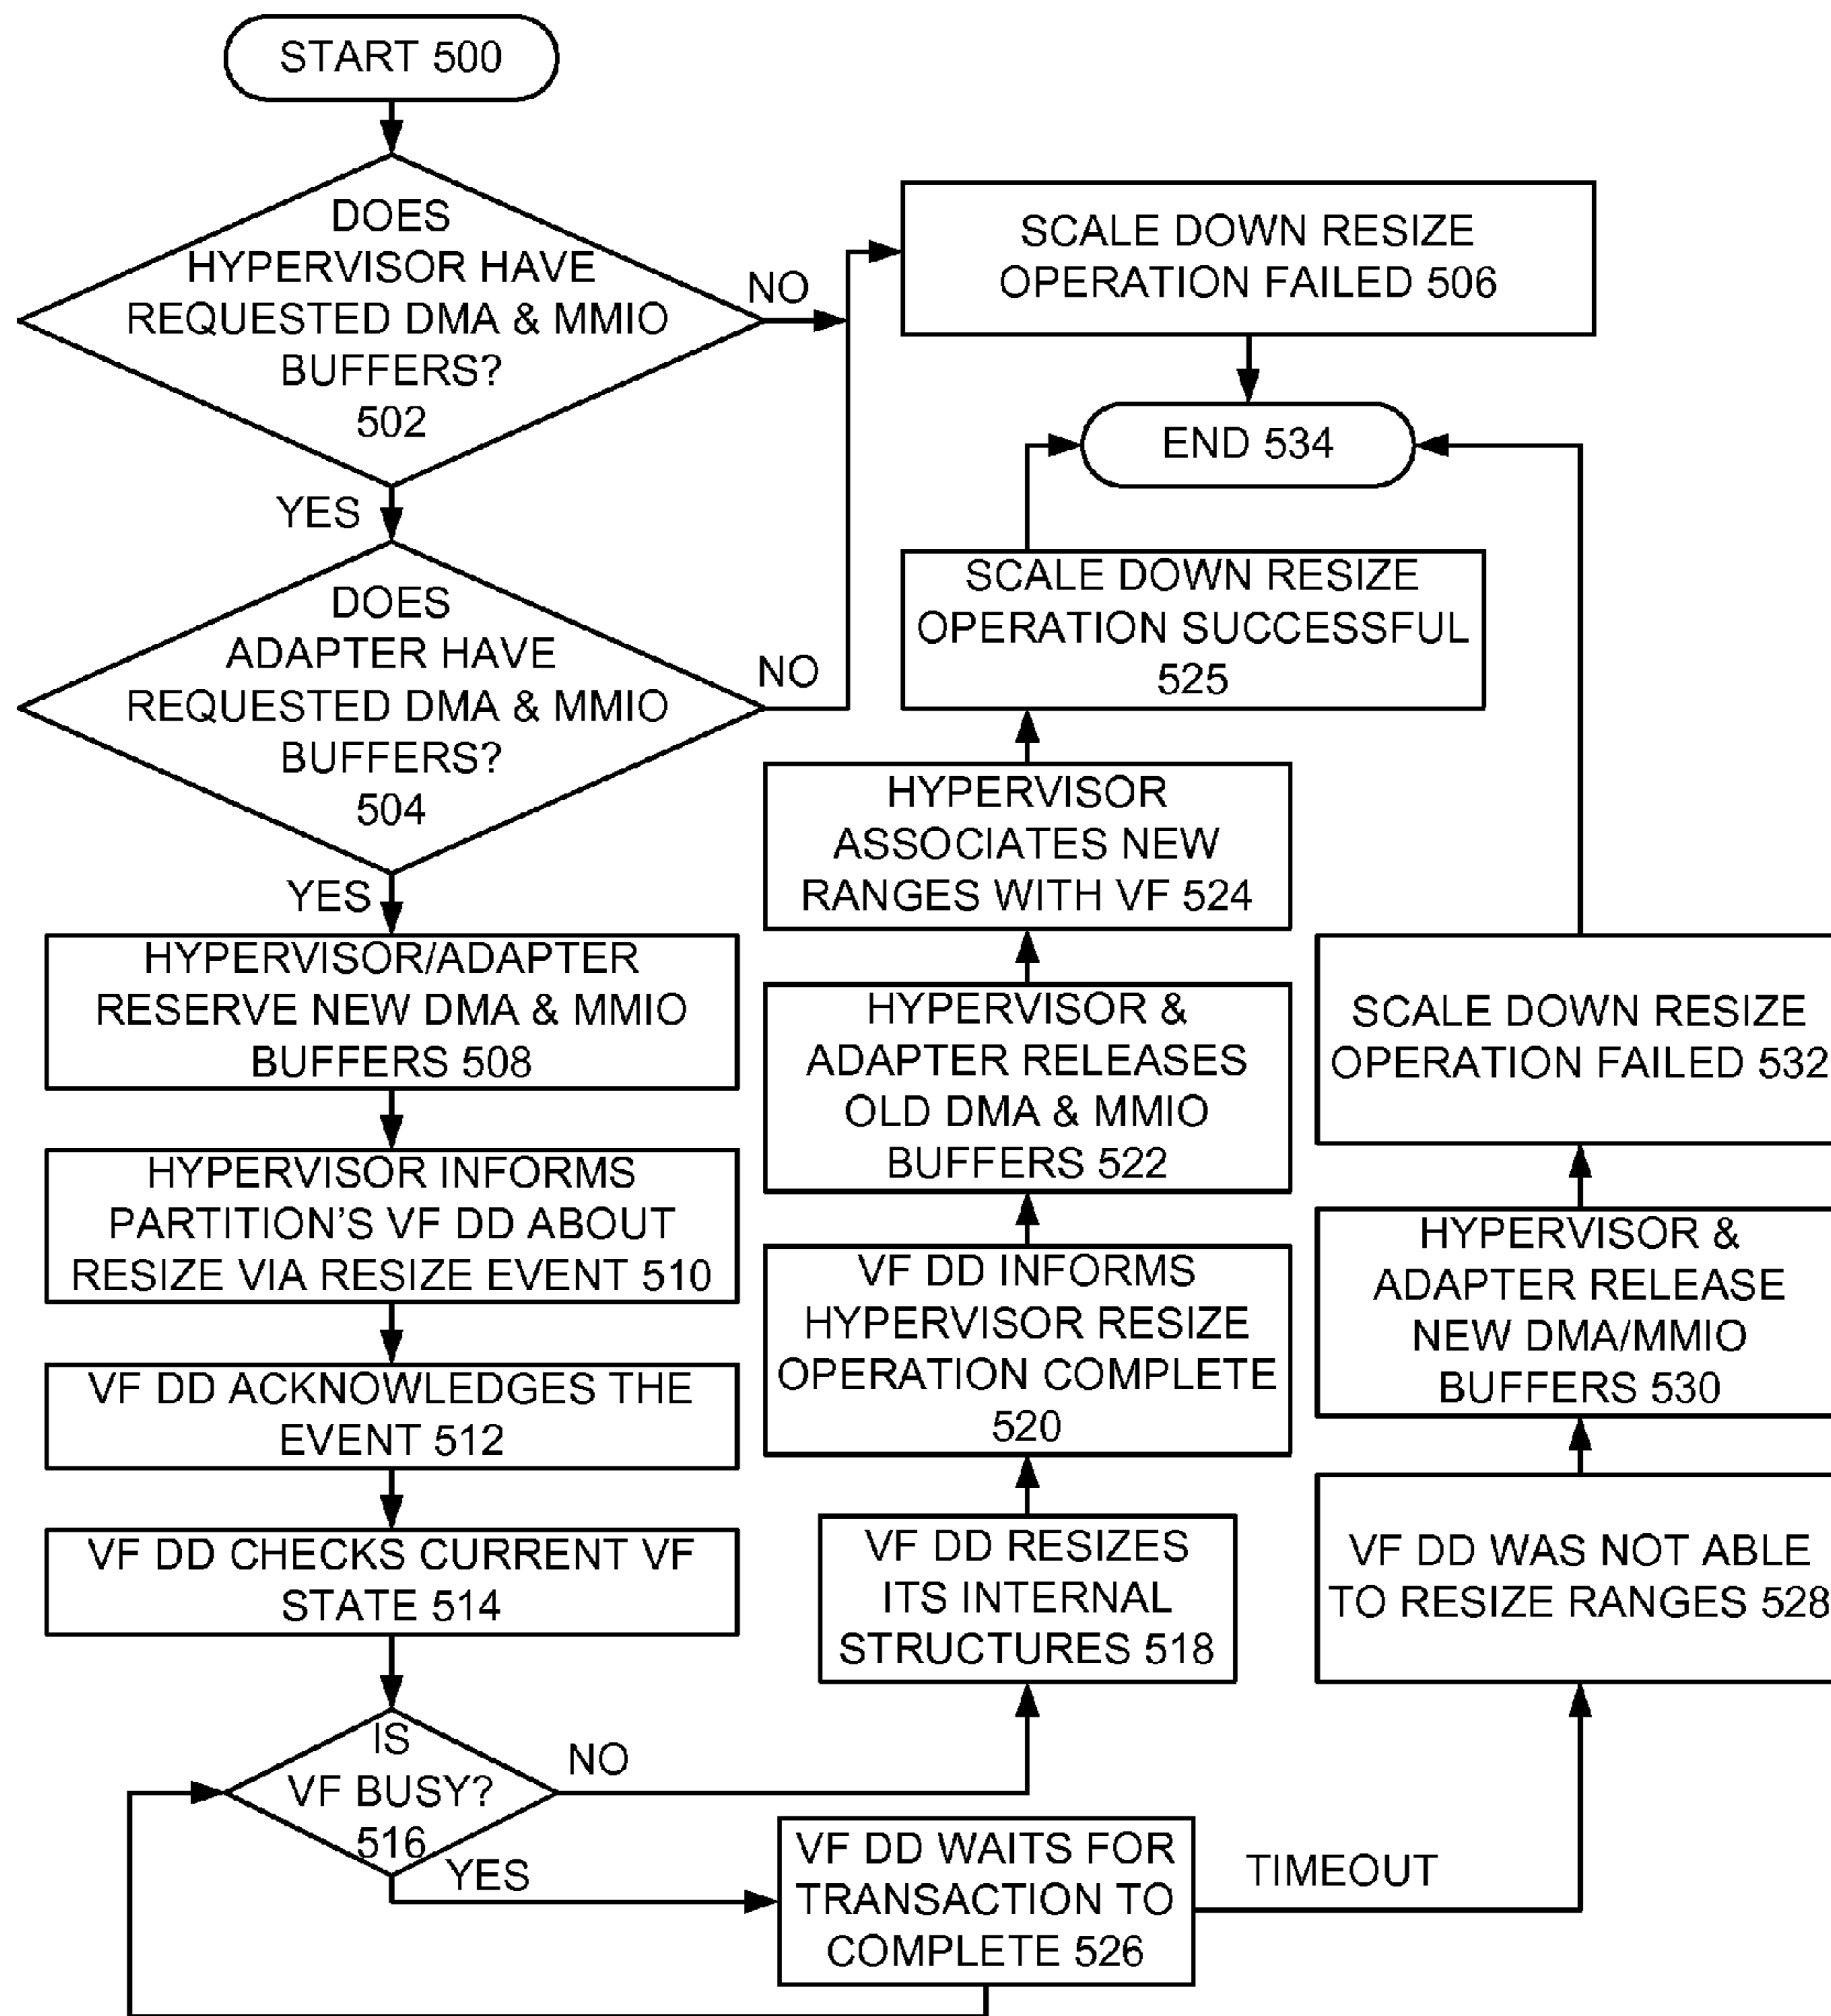 START 500
DOES
HYPERVISOR HAVE
REQUESTED DMA & MMIO
BUFFERS?
502
NO
YES
DOES
ADAPTER HAVE
REQUESTED DMA & MMIO
BUFFERS?
504
NO
YES
HYPERVISOR/ADAPTER
RESERVE NEW DMA & MMIO
BUFFERS 508
HYPERVISOR INFORMS
PARTITION'S VF DD ABOUT
RESIZE VIA RESIZE EVENT 510
VF DD ACKNOWLEDGES THE
EVENT 512
VF DD CHECKS CURRENT VF
STATE 514
IS
VF BUSY?
516
NO
YES
SCALE DOWN RESIZE
OPERATION FAILED 506
END 534
SCALE DOWN RESIZE
OPERATION SUCCESSFUL
525
HYPERVISOR
ASSOCIATES NEW
RANGES WITH VF 524
HYPERVISOR &
ADAPTER RELEASES
OLD DMA & MMIO
BUFFERS 522
VF DD INFORMS
HYPERVISOR RESIZE
OPERATION COMPLETE
520
VF DD RESIZES
ITS INTERNAL
STRUCTURES 518
VF DD WAITS FOR
TRANSACTION TO
COMPLETE 526
TIMEOUT
SCALE DOWN RESIZE
OPERATION FAILED 532
HYPERVISOR &
ADAPTER RELEASE
NEW DMA/MMIO
BUFFERS 530
VF DD WAS NOT ABLE
TO RESIZE RANGES 528